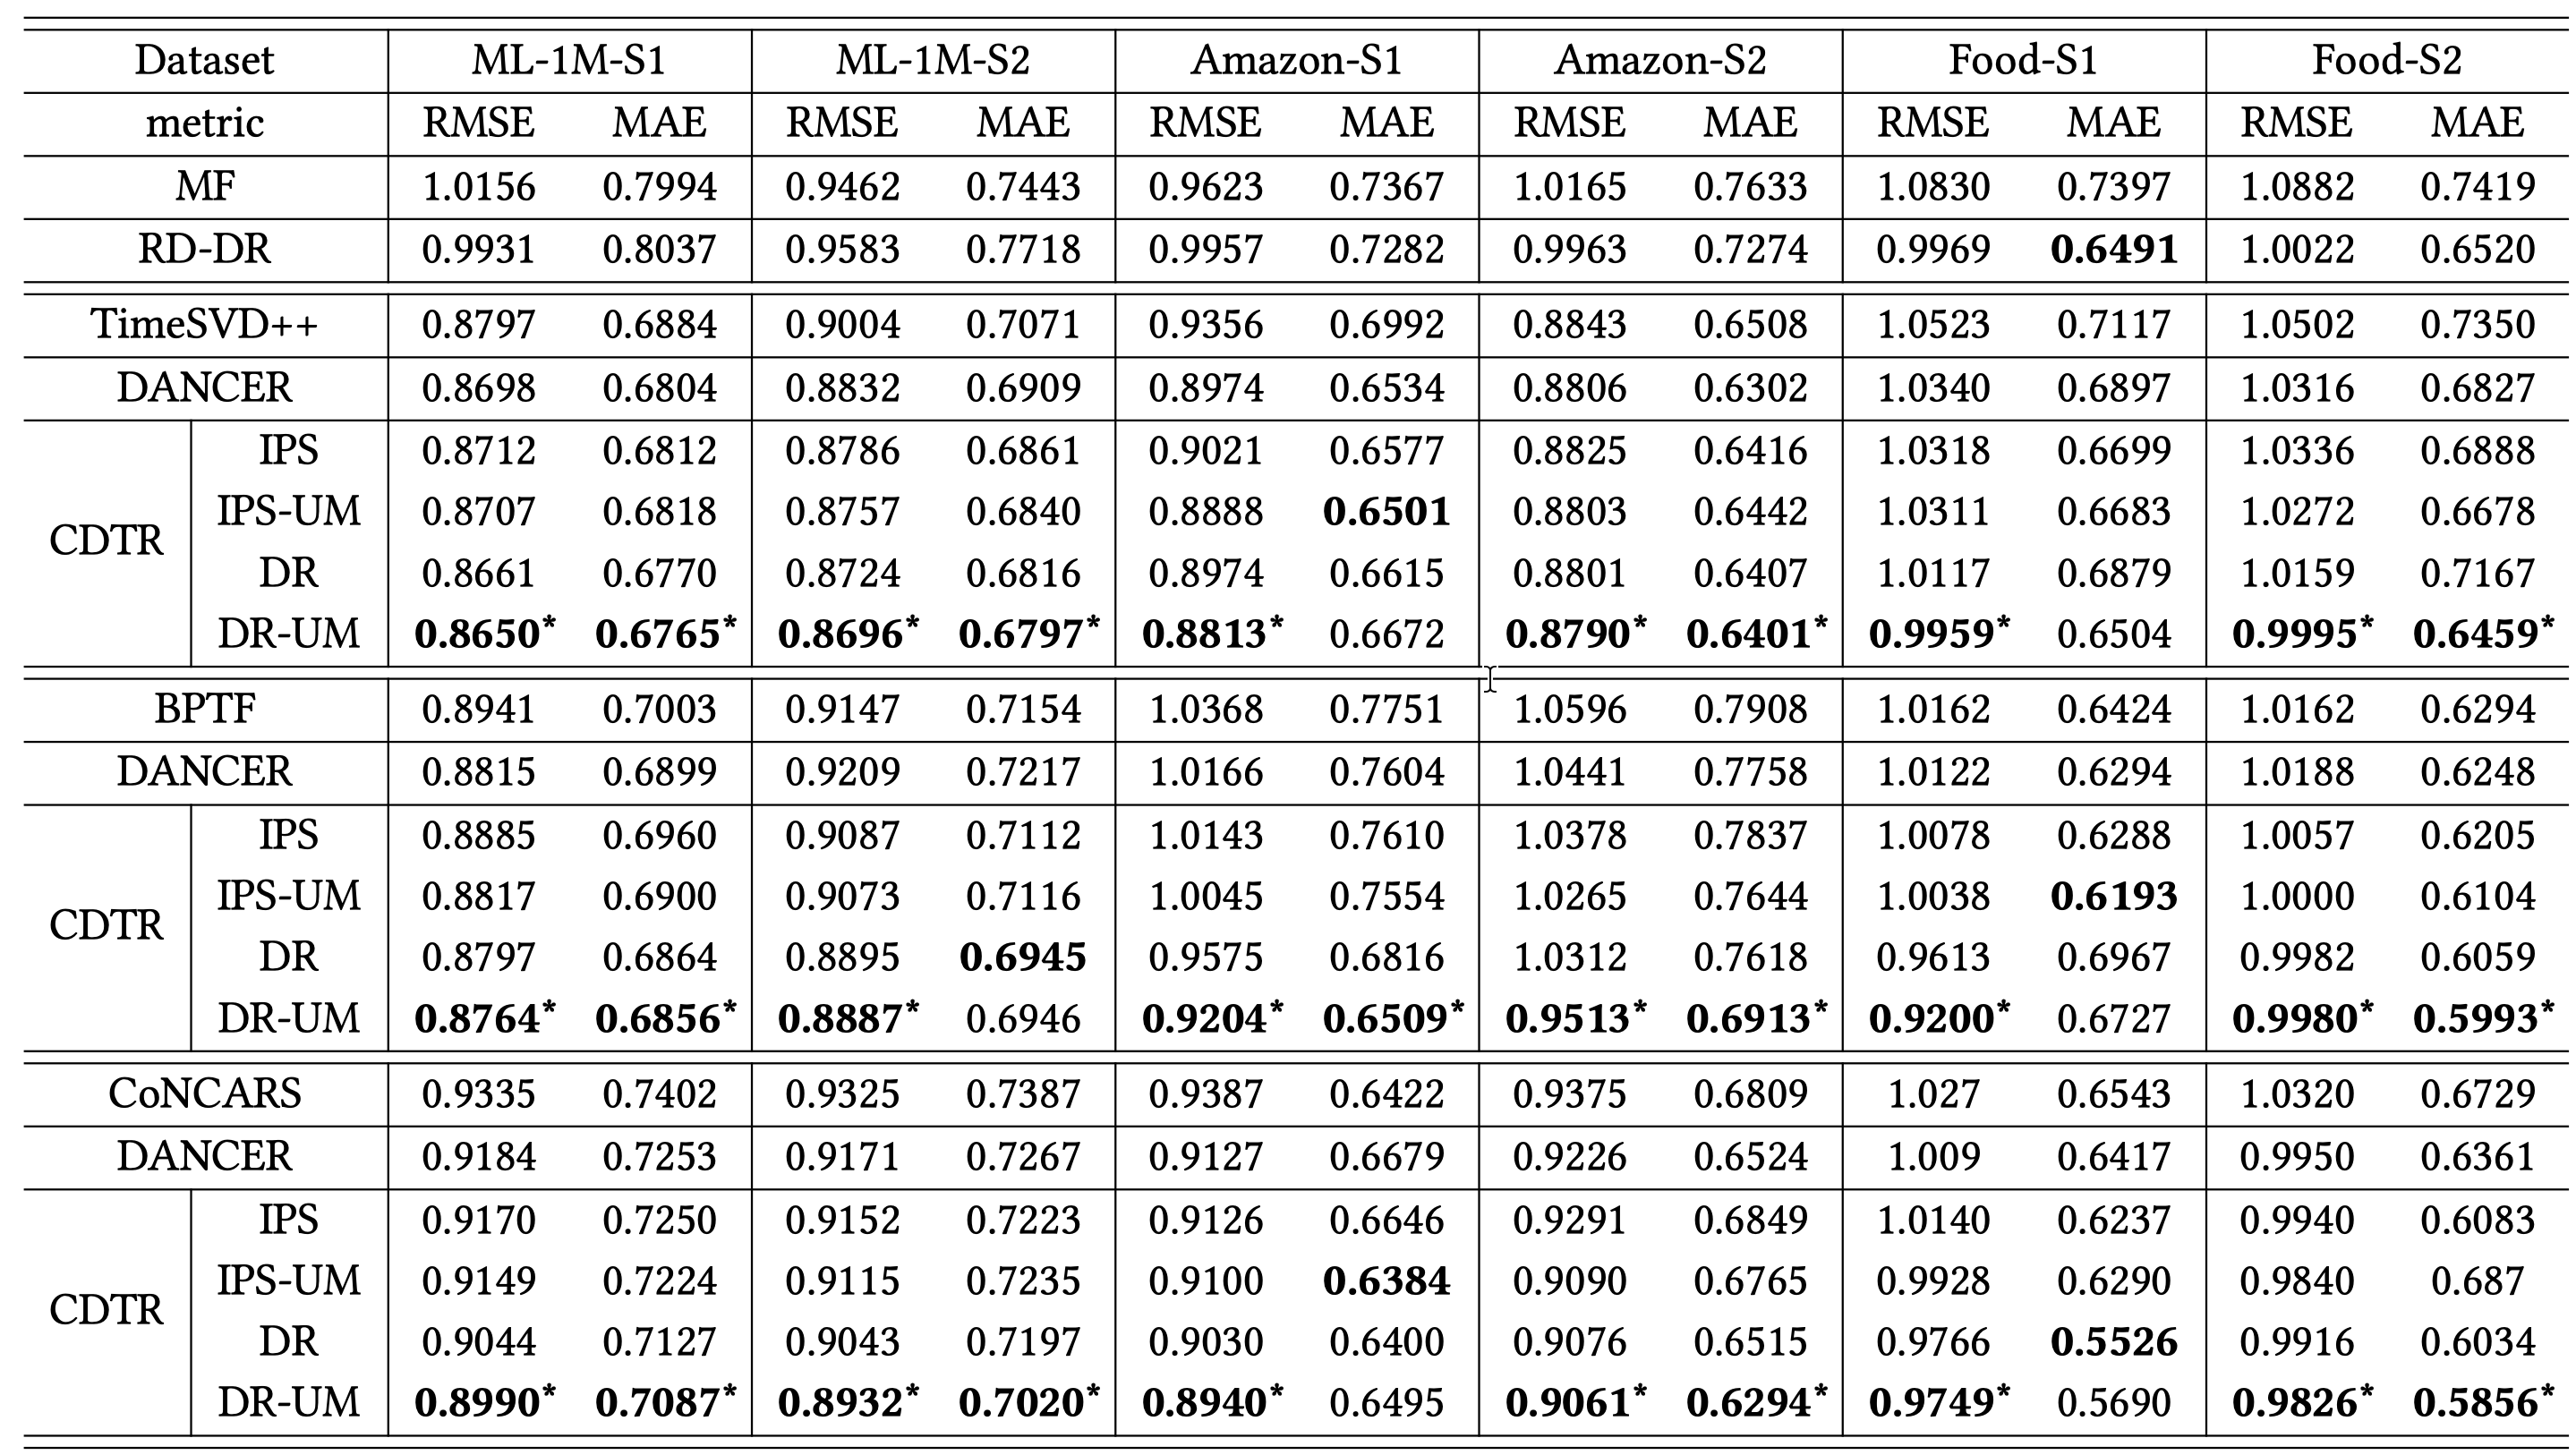 Dataset ML-1M-S1 ML-1M-S2 Amazon-S1 Amazon-S2 Food-S1 Food-S2
metric RMSE MAE RMSE MAE RMSE MAE RMSE MAE RMSE MAE RMSE MAE
MF 1.0156 0.7994 0.9462 0.7443 0.9623 0.7367 1.0165 0.7633 1.0830 0.7397 1.0882 0.7419
RD-DR 0.9931 0.8037 0.9583 0.7718 0.9957 0.7282 0.9963 0.7274 0.9969 0.6491 1.0022 0.6520
TimeSVD++ 0.8797 0.6884 0.9004 0.7071 0.9356 0.6992 0.8843 0.6508 1.0523 0.7117 1.0502 0.7350
DANCER 0.8698 0.6804 0.8832 0.6909 0.8974 0.6534 0.8806 0.6302 1.0340 0.6897 1.0316 0.6827
IPS 0.8712 0.6812 0.8786 0.6861 0.9021 0.6577 0.8825 0.6416 1.0318 0.6699 1.0336 0.6888
IPS-UM 0.8707 0.6818 0.8757 0.6840 0.8888 0.6501 0.8803 0.6442 1.0311 0.6683 1.0272 0.6678
CDTR
DR 0.8661 0.6770 0.8724 0.6816 0.8974 0.6615 0.8801 0.6407 1.0117 0.6879 1.0159 0.7167
DR-UM 0.8650* 0.6765* 0.8696* 0.6797* 0.8813* 0.6672 0.8790* 0.6401* 0.9959* 0.6504 0.9995* 0.6459*
BPTF 0.8941 0.7003 0.9147 0.7154 1.0368 0.7751 1.0596 0.7908 1.0162 0.6424 1.0162 0.6294
DANCER 0.8815 0.6899 0.9209 0.7217 1.0166 0.7604 1.0441 0.7758 1.0122 0.6294 1.0188 0.6248
IPS 0.8885 0.6960 0.9087 0.7112 1.0143 0.7610 1.0378 0.7837 1.0078 0.6288 1.0057 0.6205
IPS-UM 0.8817 0.6900 0.9073 0.7116 1.0045 0.7554 1.0265 0.7644 1.0038 0.6193 1.0000 0.6104
CDTR
DR 0.8797 0.6864 0.8895 0.6945 0.9575 0.6816 1.0312 0.7618 0.9613 0.6967 0.9982 0.6059
DR-UM 0.8764* 0.6856* 0.8887* 0.6946 0.9204* 0.6509* 0.9513* 0.6913* 0.9200* 0.6727 0.9980* 0.5993*
CoNCARS 0.9335 0.7402 0.9325 0.7387 0.9387 0.6422 0.9375 0.6809 1.027 0.6543 1.0320 0.6729
DANCER 0.9184 0.7253 0.9171 0.7267 0.9127 0.6679 0.9226 0.6524 1.009 0.6417 0.9950 0.6361
IPS 0.9170 0.7250 0.9152 0.7223 0.9126 0.6646 0.9291 0.6849 1.0140 0.6237 0.9940 0.6083
IPS-UM 0.9149 0.7224 0.9115 0.7235 0.9100 0.6384 0.9090 0.6765 0.9928 0.6290 0.9840 0.687
CDTR
DR 0.9044 0.7127 0.9043 0.7197 0.9030 0.6400 0.9076 0.6515 0.9766 0.5526 0.9916 0.6034
DR-UM 0.8990* 0.7087* 0.8932* 0.7020* 0.8940* 0.6495 0.9061* 0.6294* 0.9749* 0.5690 0.9826* 0.5856*